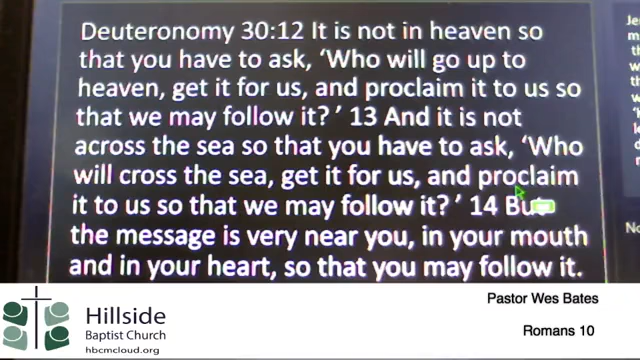 Deuteronomy 30:12 It is not in heaven so
that you have to ask, ‘Who will go up to
heaven, get it for us, and proclaim it to us so
that we may follow it?’ 13 And it is not
across the sea so that you have to ask, ‘Who
will cross the sea, get it for us, and proclaim
it to us so that we may follow it?’ 14
the message is very near you, in your mouth
and in your heart, so that you may follow it.
Hillside
Baptist Church
hbcmcloud.org
Pastor Wes Bates
Romans 10